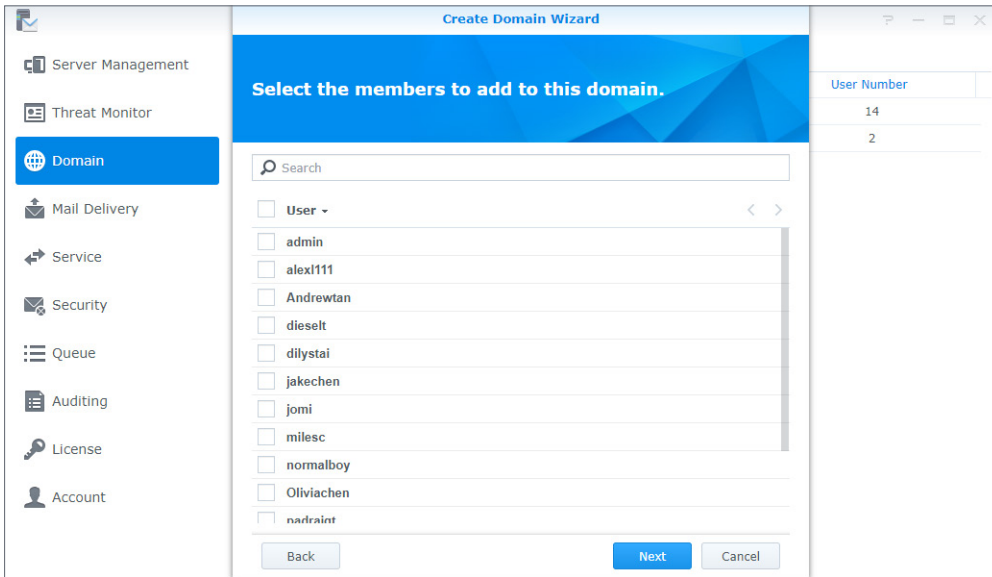 Create Domain Wizard
Server Management
Threat Monitor
Domain
Mail Delivery
Service
Security
Queue
Auditing
License
Account
Select the members to add to this domain.
Search
User
admin
alexl111
Andrewtan
dieselt
dilystai
jakechen
jomi
milesc
normalboy
Oliviachen
padraigt
Back
Next
Cancel
User Number
14
2